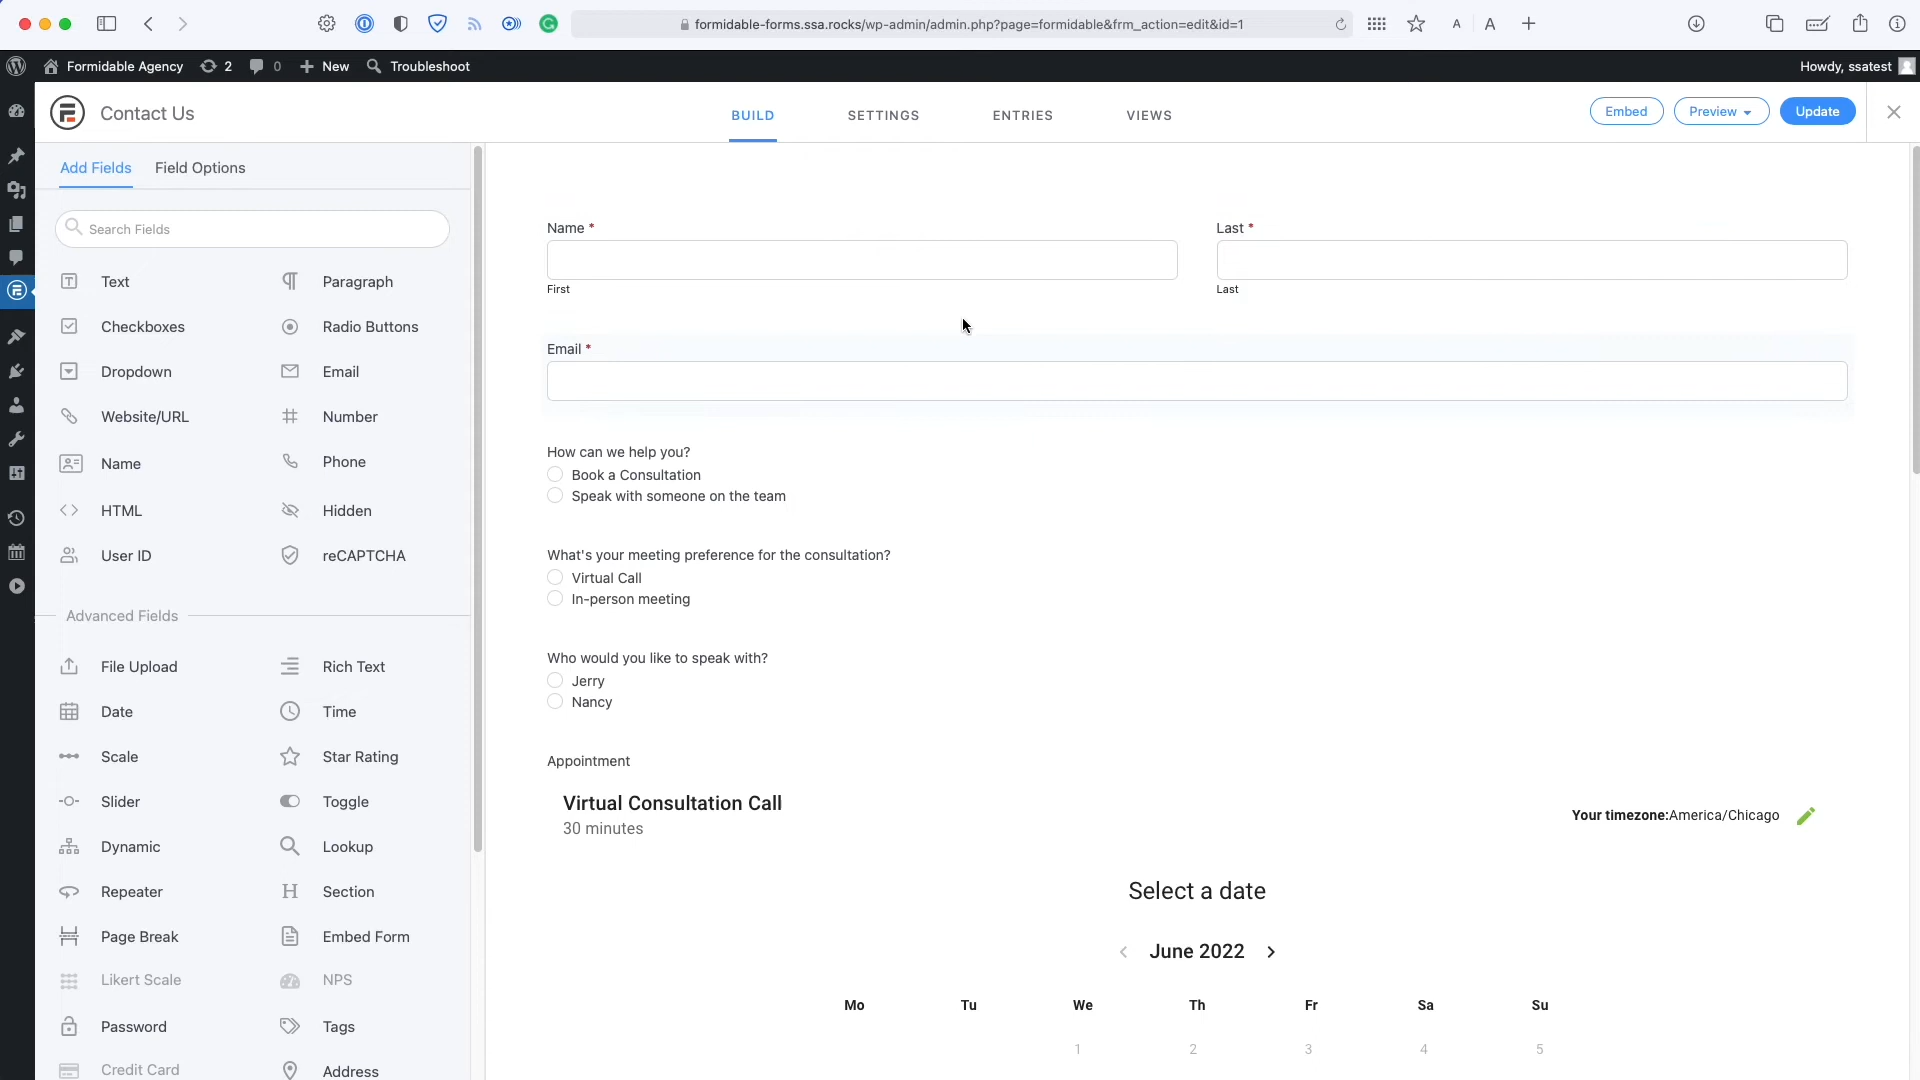 formidable-forms.ssa.rocks/wp-admin/admin.php?page=formidable&frm_action=edit&id=1
A A
Formidable Agency 2 0 New Troubleshoot Howdy, ssatest
Contact Us BUILD SETTINGS ENTRIES VIEWS Embed Preview Update
Add Fields Field Options
Search Fields
Text Paragraph
Checkboxes Radio Buttons
Dropdown Email
Website/URL Number
Name Phone
HTML Hidden
User ID reCAPTCHA
Advanced Fields
File Upload Rich Text
Date Time
Scale Star Rating
Slider Toggle
Dynamic Lookup
Repeater Section
Page Break Embed Form
Likert Scale NPS
Password Tags
Credit Card Address
Name * Last *
First Last
Email *
How can we help you?
Book a Consultation
Speak with someone on the team
What's your meeting preference for the consultation?
Virtual Call
In-person meeting
Who would you like to speak with?
Jerry
Nancy
Appointment
Virtual Consultation Call
30 minutes
Your timezone:America/Chicago
Select a date
June 2022
Mo Tu We Th Fr Sa Su
1 2 3 4 5